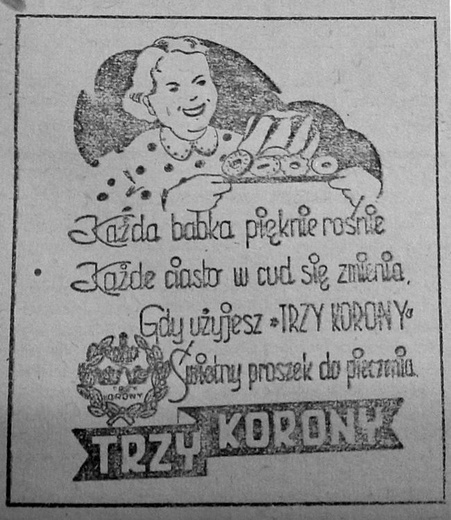 Każda babka pięknie rośnie
Każde ciasto w cud się zmienia,
Gdy użyjesz „TRZY KORONY"
Świetny proszek do pieczenia.
TRZY
KORONY
TRZY KORONY